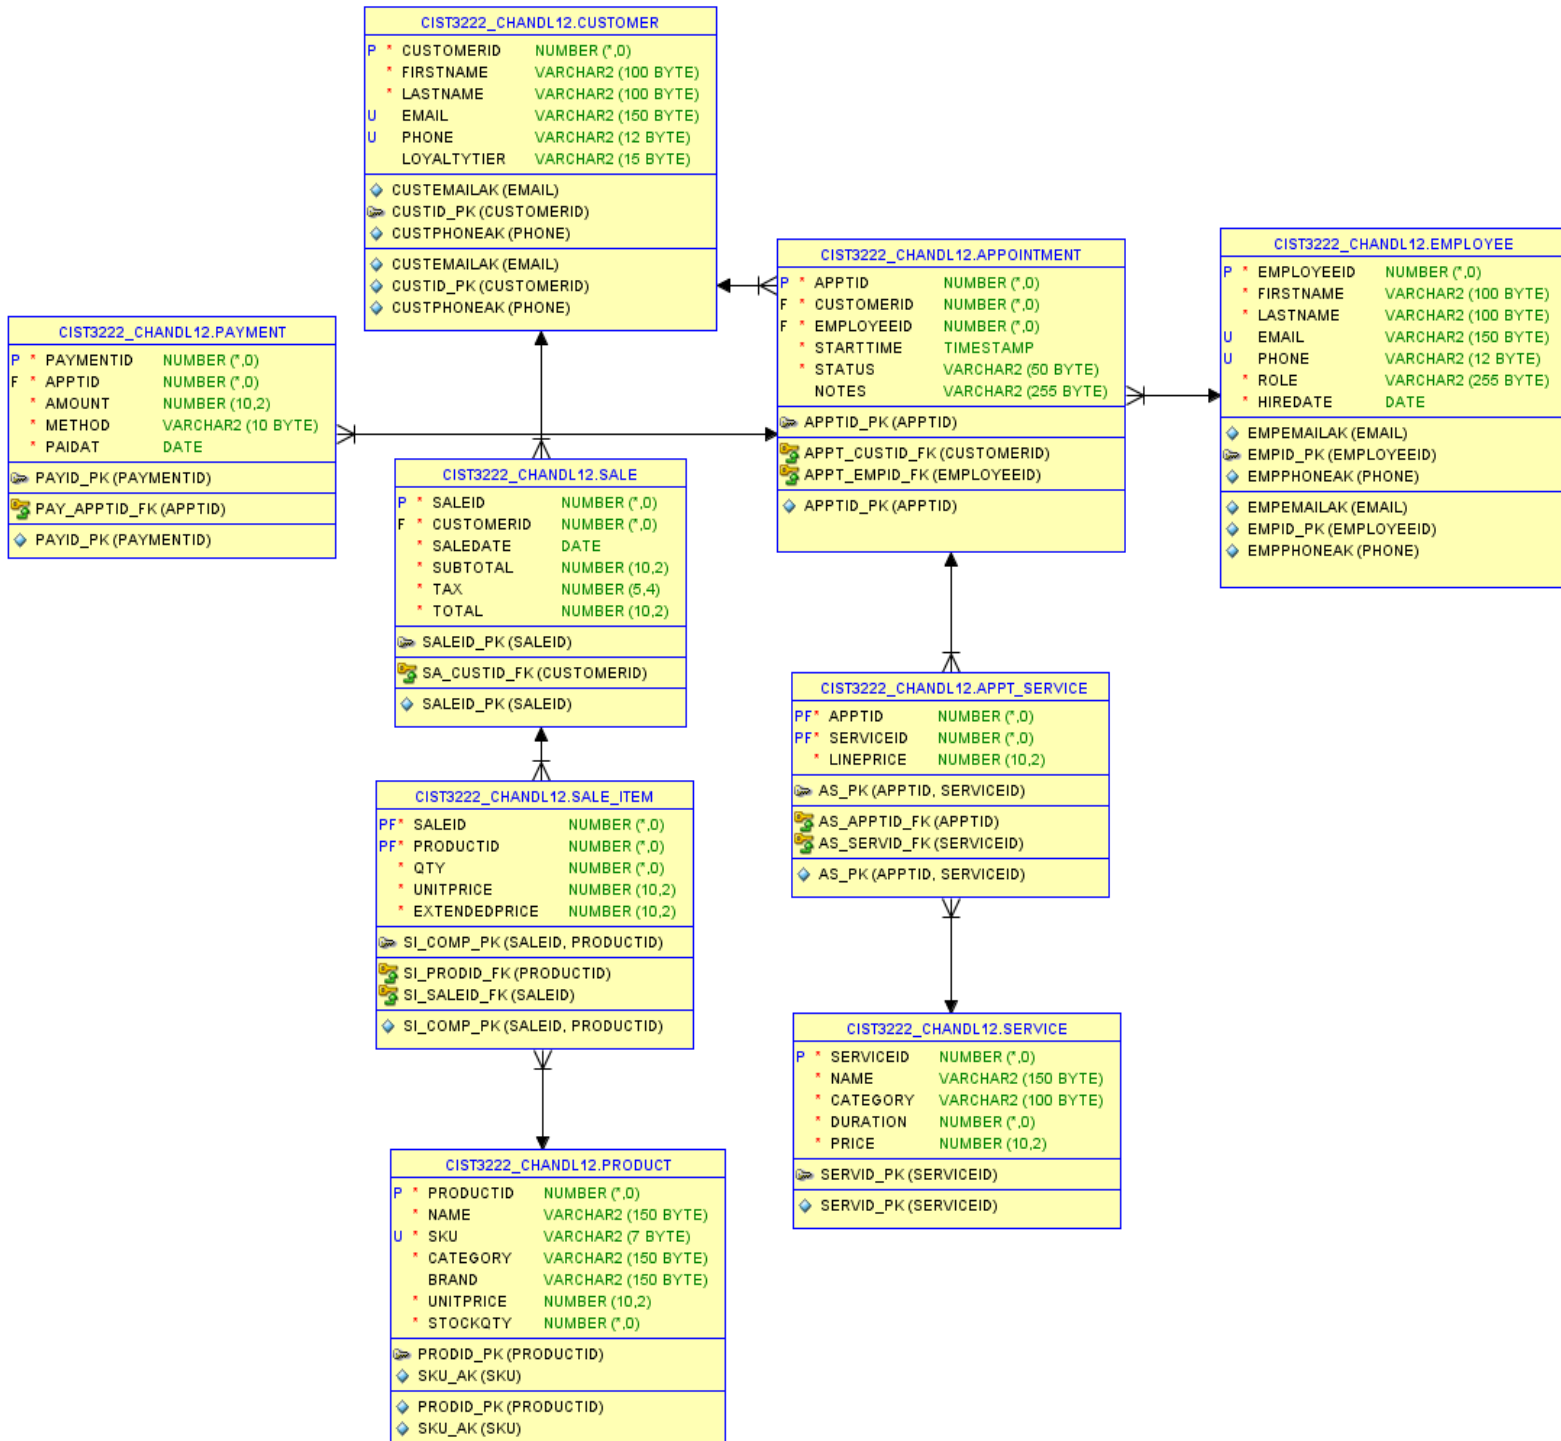 CIST3222_CHANDL12.CUSTOMER
P * CUSTOMERID NUMBER (*,0)
* FIRSTNAME VARCHAR2 (100 BYTE)
* LASTNAME VARCHAR2 (100 BYTE)
U EMAIL VARCHAR2 (150 BYTE)
U PHONE VARCHAR2 (12 BYTE)
LOYALTYTIER VARCHAR2 (15 BYTE)
CUSTEMAILAK (EMAIL)
CUSTID_PK (CUSTOMERID)
CUSTPHONEAK (PHONE)
CUSTEMAILAK (EMAIL)
CUSTID_PK (CUSTOMERID)
CUSTPHONEAK (PHONE)
CIST3222_CHANDL12.APPOINTMENT
P * APPTID NUMBER (*,0)
F * CUSTOMERID NUMBER (*,0)
F * EMPLOYEEID NUMBER (*,0)
* STARTTIME TIMESTAMP
* STATUS VARCHAR2 (50 BYTE)
NOTES VARCHAR2 (255 BYTE)
APPTID_PK (APPTID)
APPT_CUSTID_FK (CUSTOMERID)
APPT_EMPID_FK (EMPLOYEEID)
APPTID_PK (APPTID)
CIST3222_CHANDL12.EMPLOYEE
P * EMPLOYEEID NUMBER (*,0)
* FIRSTNAME VARCHAR2 (100 BYTE)
* LASTNAME VARCHAR2 (100 BYTE)
U EMAIL VARCHAR2 (150 BYTE)
U PHONE VARCHAR2 (12 BYTE)
* ROLE VARCHAR2 (255 BYTE)
* HIREDATE DATE
EMPEMAILAK (EMAIL)
EMPID_PK (EMPLOYEEID)
EMPPHONEAK (PHONE)
EMPEMAILAK (EMAIL)
EMPID_PK (EMPLOYEEID)
EMPPHONEAK (PHONE)
CIST3222_CHANDL12.PAYMENT
P * PAYMENTID NUMBER (*,0)
F * APPTID NUMBER (*,0)
* AMOUNT NUMBER (10,2)
* METHOD VARCHAR2 (10 BYTE)
* PAIDAT DATE
PAYID_PK (PAYMENTID)
PAY_APPTID_FK (APPTID)
PAYID_PK (PAYMENTID)
CIST3222_CHANDL12.SALE
P * SALEID NUMBER (*,0)
F * CUSTOMERID NUMBER (*,0)
* SALEDATE DATE
* SUBTOTAL NUMBER (10,2)
* TAX NUMBER (5,4)
* TOTAL NUMBER (10,2)
SALEID_PK (SALEID)
SA_CUSTID_FK (CUSTOMERID)
SALEID_PK (SALEID)
CIST3222_CHANDL12.APPT_SERVICE
PF* APPTID NUMBER (*,0)
PF* SERVICEID NUMBER (*,0)
* LINEPRICE NUMBER (10,2)
AS_PK (APPTID, SERVICEID)
AS_APPTID_FK (APPTID)
AS_SERVID_FK (SERVICEID)
AS_PK (APPTID, SERVICEID)
CIST3222_CHANDL12.SALE_ITEM
PF* SALEID NUMBER (*,0)
PF* PRODUCTID NUMBER (*,0)
* QTY NUMBER (*,0)
* UNITPRICE NUMBER (10,2)
* EXTENDEDPRICE NUMBER (10,2)
SI_COMP_PK (SALEID, PRODUCTID)
SI_PRODID_FK (PRODUCTID)
SI_SALEID_FK (SALEID)
SI_COMP_PK (SALEID, PRODUCTID)
CIST3222_CHANDL12.SERVICE
P * SERVICEID NUMBER (*,0)
* NAME VARCHAR2 (150 BYTE)
* CATEGORY VARCHAR2 (100 BYTE)
* DURATION NUMBER (*,0)
* PRICE NUMBER (10,2)
SERVID_PK (SERVICEID)
SERVID_PK (SERVICEID)
CIST3222_CHANDL12.PRODUCT
P * PRODUCTID NUMBER (*,0)
* NAME VARCHAR2 (150 BYTE)
U * SKU VARCHAR2 (7 BYTE)
* CATEGORY VARCHAR2 (150 BYTE)
BRAND VARCHAR2 (150 BYTE)
* UNITPRICE NUMBER (10,2)
* STOCKQTY NUMBER (*,0)
PRODID_PK (PRODUCTID)
SKU_AK (SKU)
PRODID_PK (PRODUCTID)
SKU_AK (SKU)